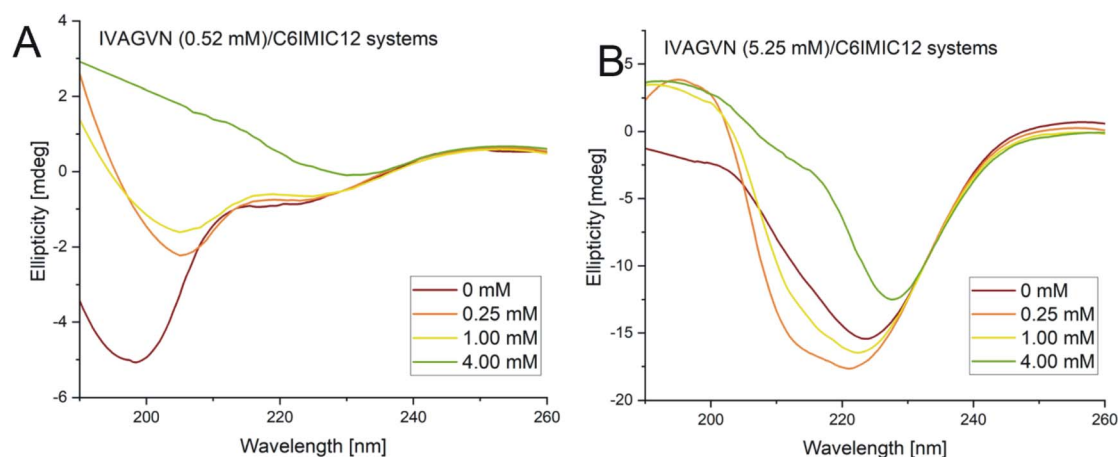 A
IVAGVN (0.52 mM)/C6IMIC12 systems
Ellipticity [mdeg]
4
2
0
-2
-4
-6
200
220
240
260
Wavelength [nm]
0 mM
0.25 mM
1.00 mM
4.00 mM
B
IVAGVN (5.25 mM)/C6IMIC12 systems
Ellipticity [mdeg]
5
0
-5
-10
-15
-20
200
220
240
260
Wavelength [nm]
0 mM
0.25 mM
1.00 mM
4.00 mM